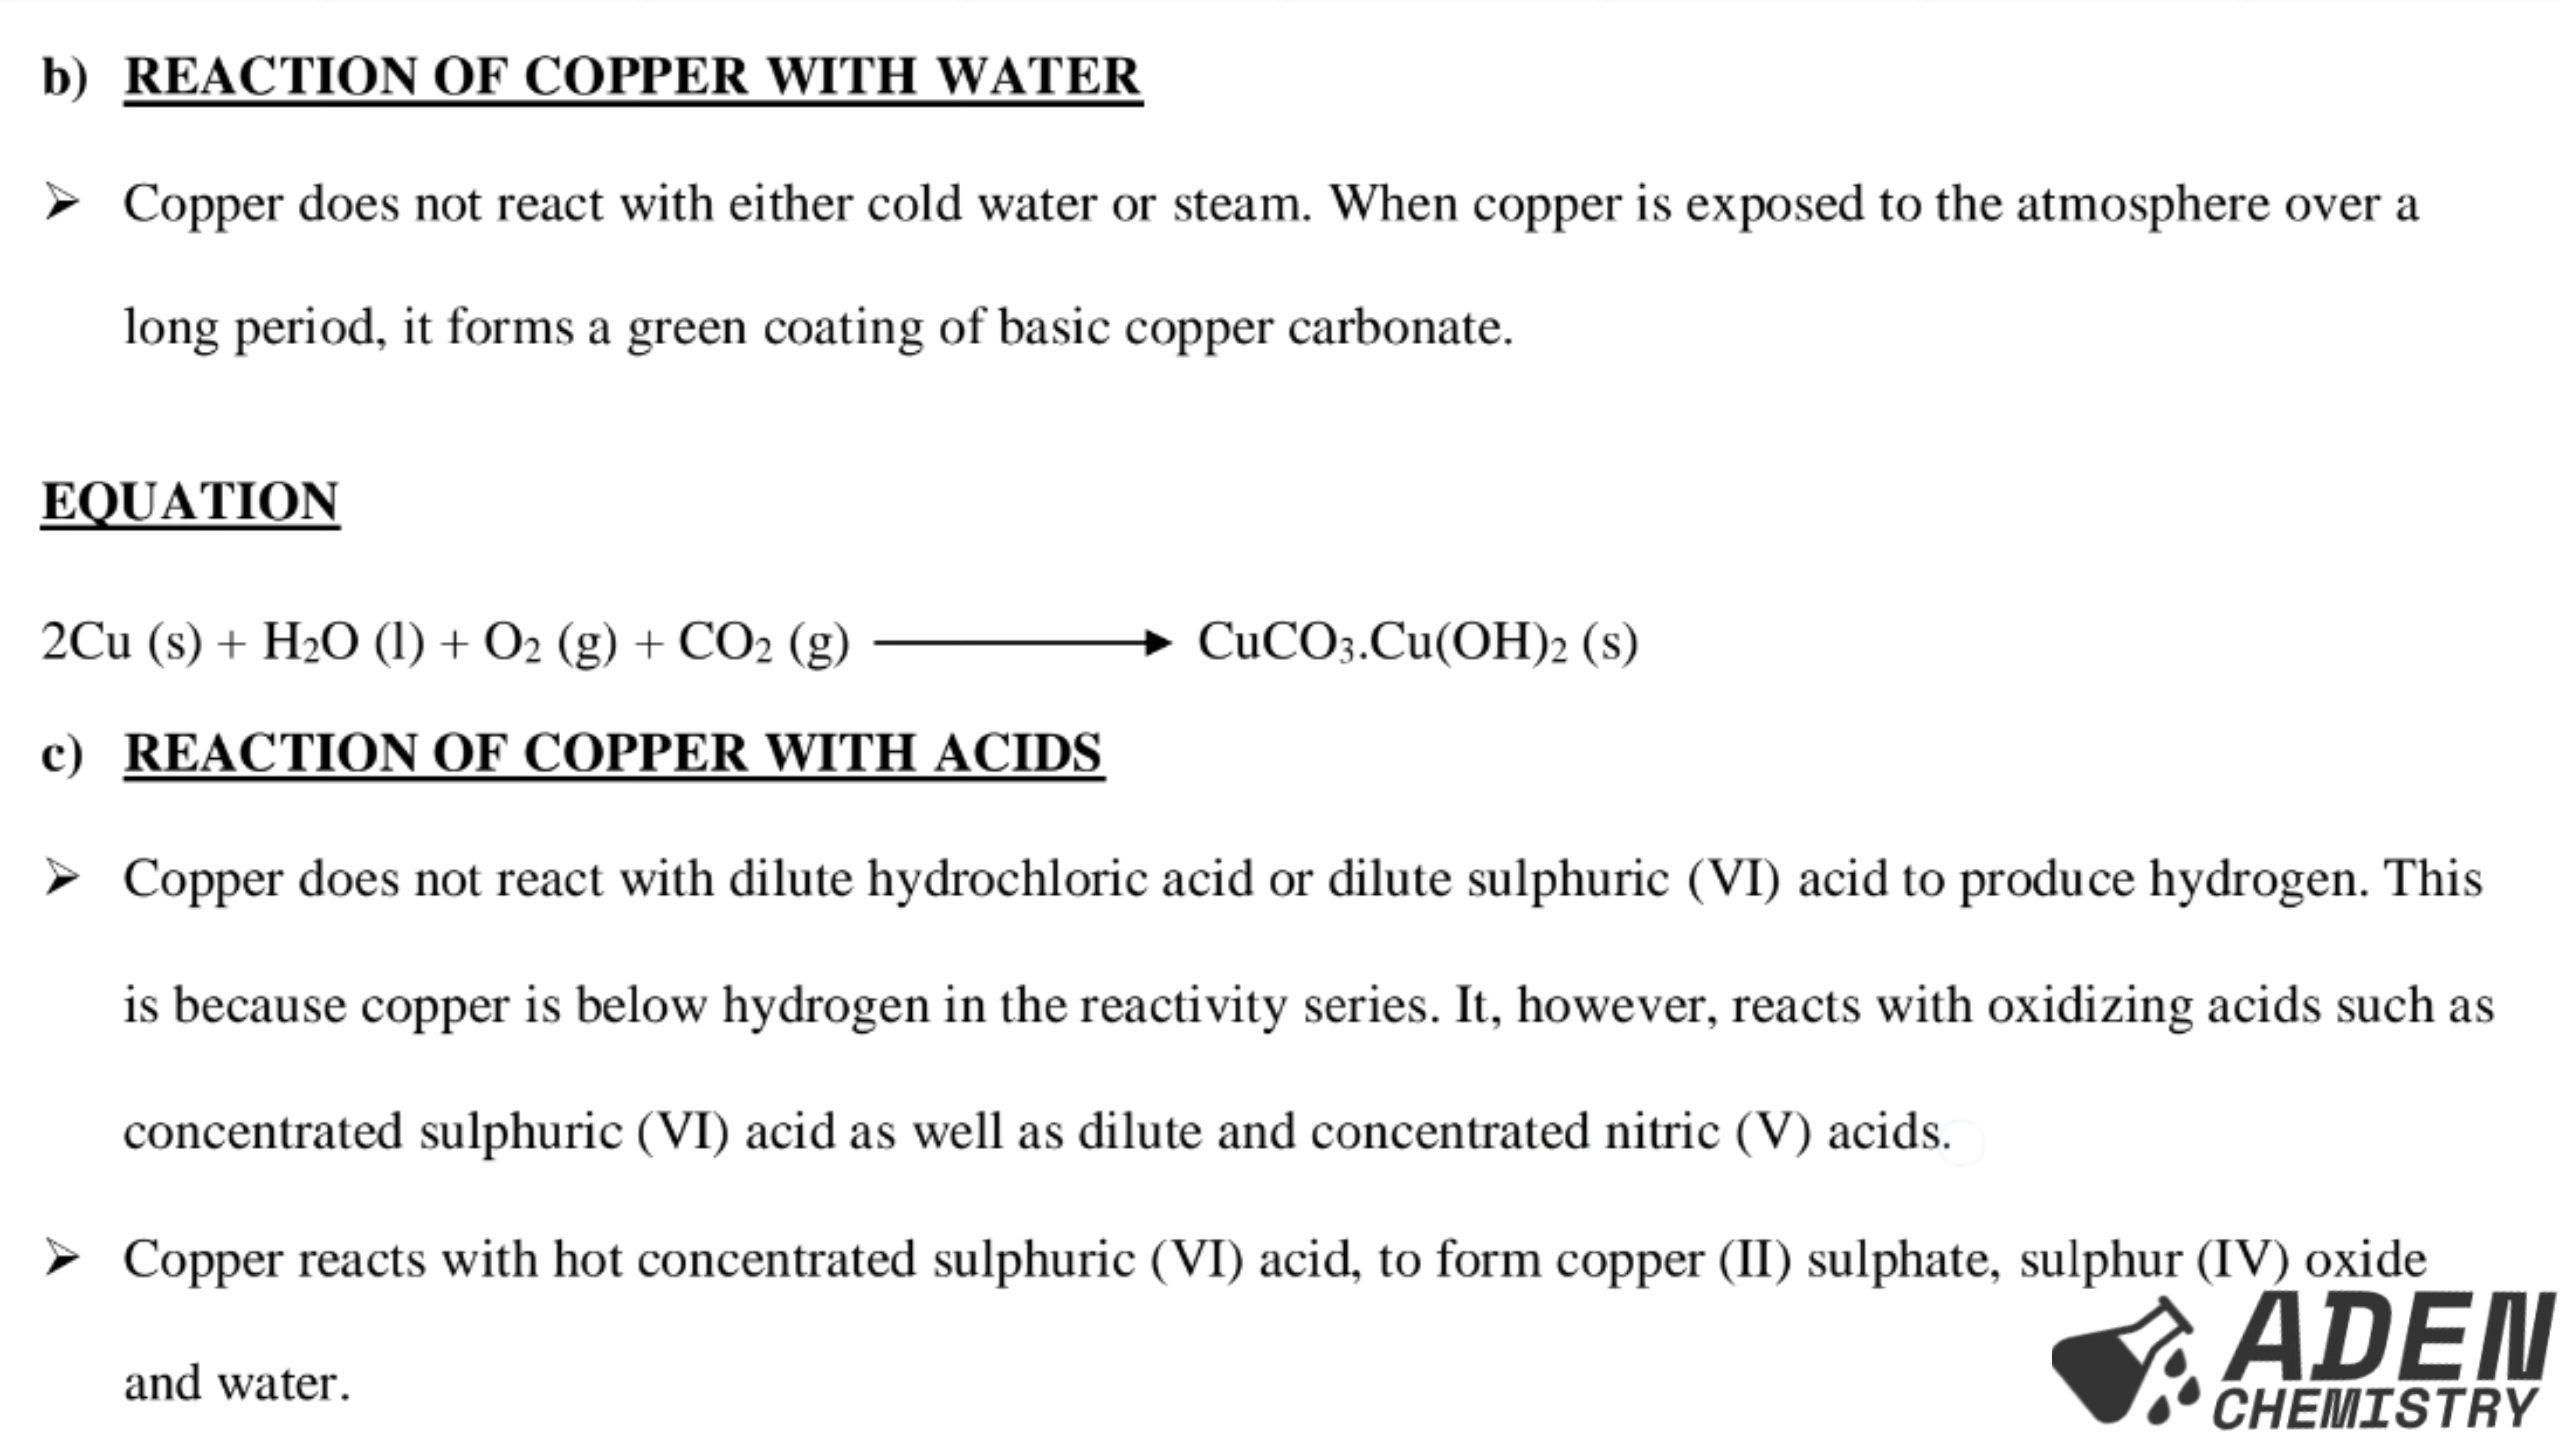 b) REACTION OF COPPER WITH WATER
➢ Copper does not react with either cold water or steam. When copper is exposed to the atmosphere over a
long period, it forms a green coating of basic copper carbonate.
EQUATION
2Cu (s) + H₂O (l) + O₂ (g) + CO₂ (g) ⟶ CuCO₃.Cu(OH)₂ (s)
c) REACTION OF COPPER WITH ACIDS
➢ Copper does not react with dilute hydrochloric acid or dilute sulphuric (VI) acid to produce hydrogen. This
is because copper is below hydrogen in the reactivity series. It, however, reacts with oxidizing acids such as
concentrated sulphuric (VI) acid as well as dilute and concentrated nitric (V) acids.
➢ Copper reacts with hot concentrated sulphuric (VI) acid, to form copper (II) sulphate, sulphur (IV) oxide
and water.
ADEN
CHEMISTRY